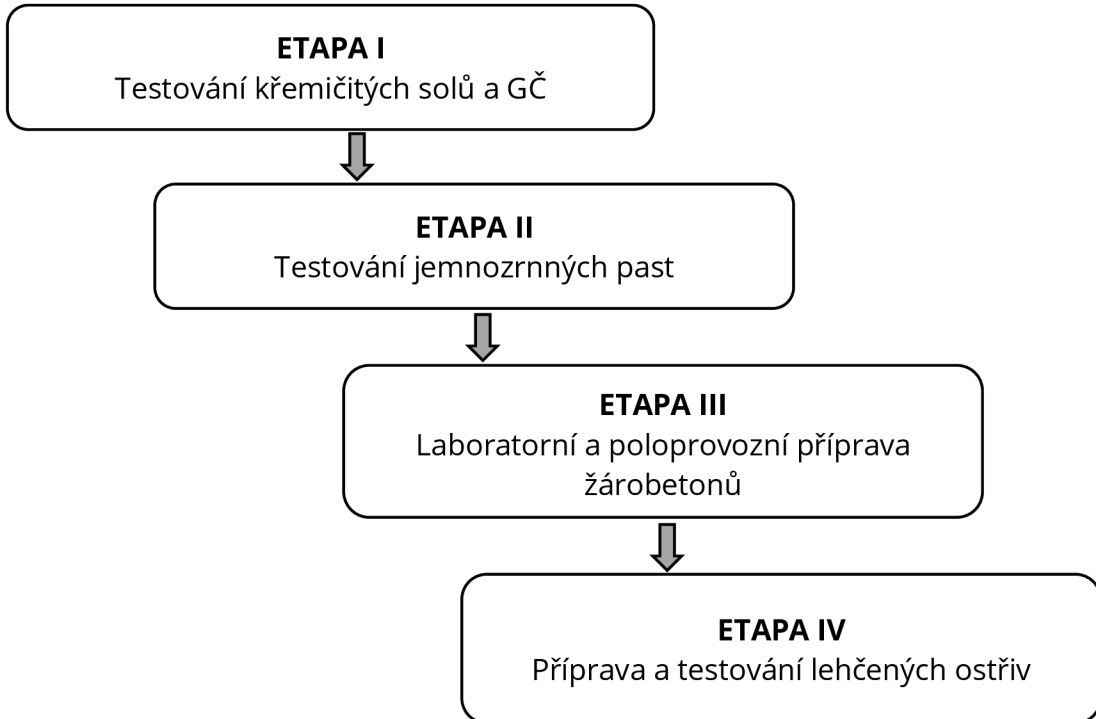 ETAPA I
Testování křemičitých solů a GČ
ETAPA II
Testování jemnozrnných past
ETAPA III
Laboratorní a poloprovozní příprava
žárobetonů
ETAPA IV
Příprava a testování lehčených ostřiv